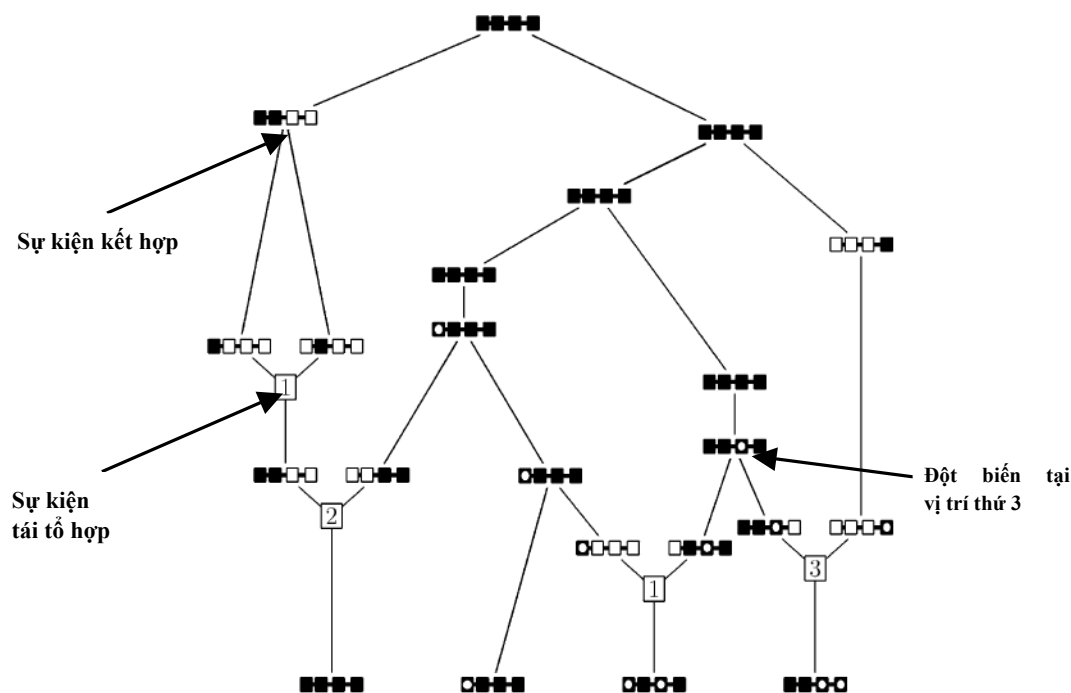 Sự kiện kết hợp
1
Sự kiện
tái tổ hợp
2
Đột biến tại
vị trí thứ 3
3
1